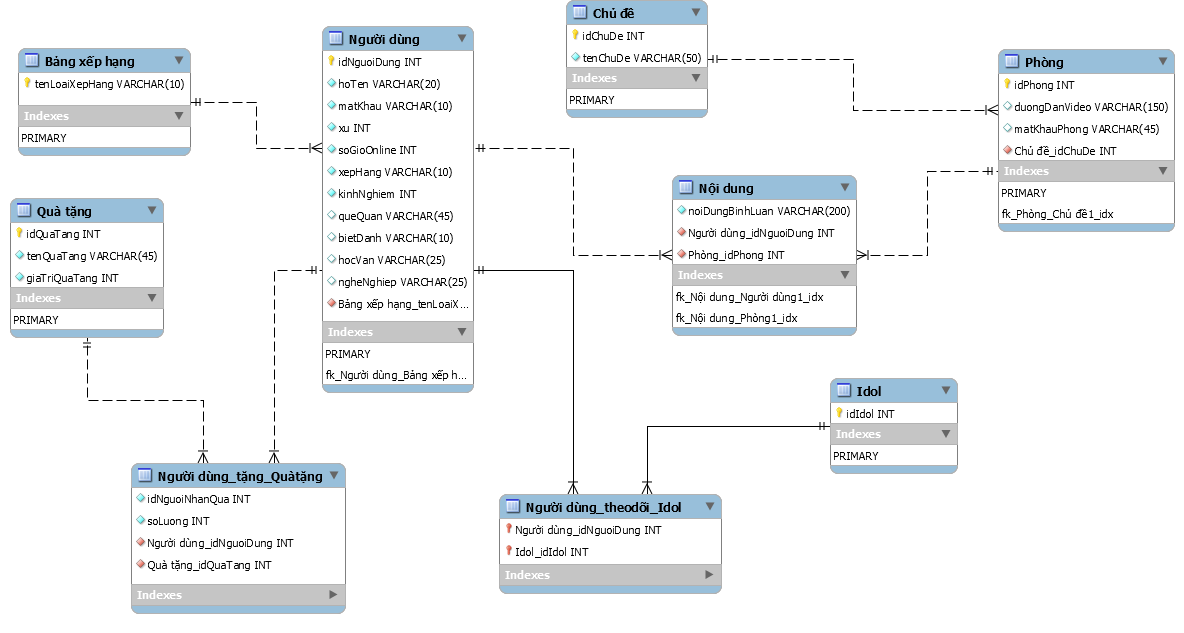 Bảng xếp hạng
tenLoaiXepHang VARCHAR(10)
Indexes
PRIMARY
Người dùng
idNguoiDung INT
hoTen VARCHAR(20)
matKhau VARCHAR(10)
xu INT
soGioOnline INT
xepHang VARCHAR(10)
kinhNghiem INT
queQuan VARCHAR(45)
bietDanh VARCHAR(10)
hocVan VARCHAR(25)
ngheNghiep VARCHAR(25)
Bảng xếp hạng_tenLoaiX...
Indexes
PRIMARY
fk_Người dùng_Bảng xếp h...
Chủ đề
idChuDe INT
tenChuDe VARCHAR(50)
Indexes
PRIMARY
Phòng
idPhong INT
duongDanVideo VARCHAR(150)
matKhauPhong VARCHAR(45)
Chủ đề_idChuDe INT
Indexes
PRIMARY
fk_Phòng_Chủ đề1_idx
Quà tặng
idQuaTang INT
tenQuaTang VARCHAR(45)
giaTriQuaTang INT
Indexes
PRIMARY
Nội dung
noiDungBinhLuan VARCHAR(200)
Người dùng_idNguoiDung INT
Phòng_idPhong INT
Indexes
fk_Nội dung_Người dùng1_idx
fk_Nội dung_Phòng1_idx
Idol
idIdol INT
Indexes
PRIMARY
Người dùng_tặng_Quàtặng
idNguoiNhanQua INT
soLuong INT
Người dùng_idNguoiDung INT
Quà tặng_idQuaTang INT
Indexes
Người dùng_theodõi_Idol
Người dùng_idNguoiDung INT
Idol_idIdol INT
Indexes